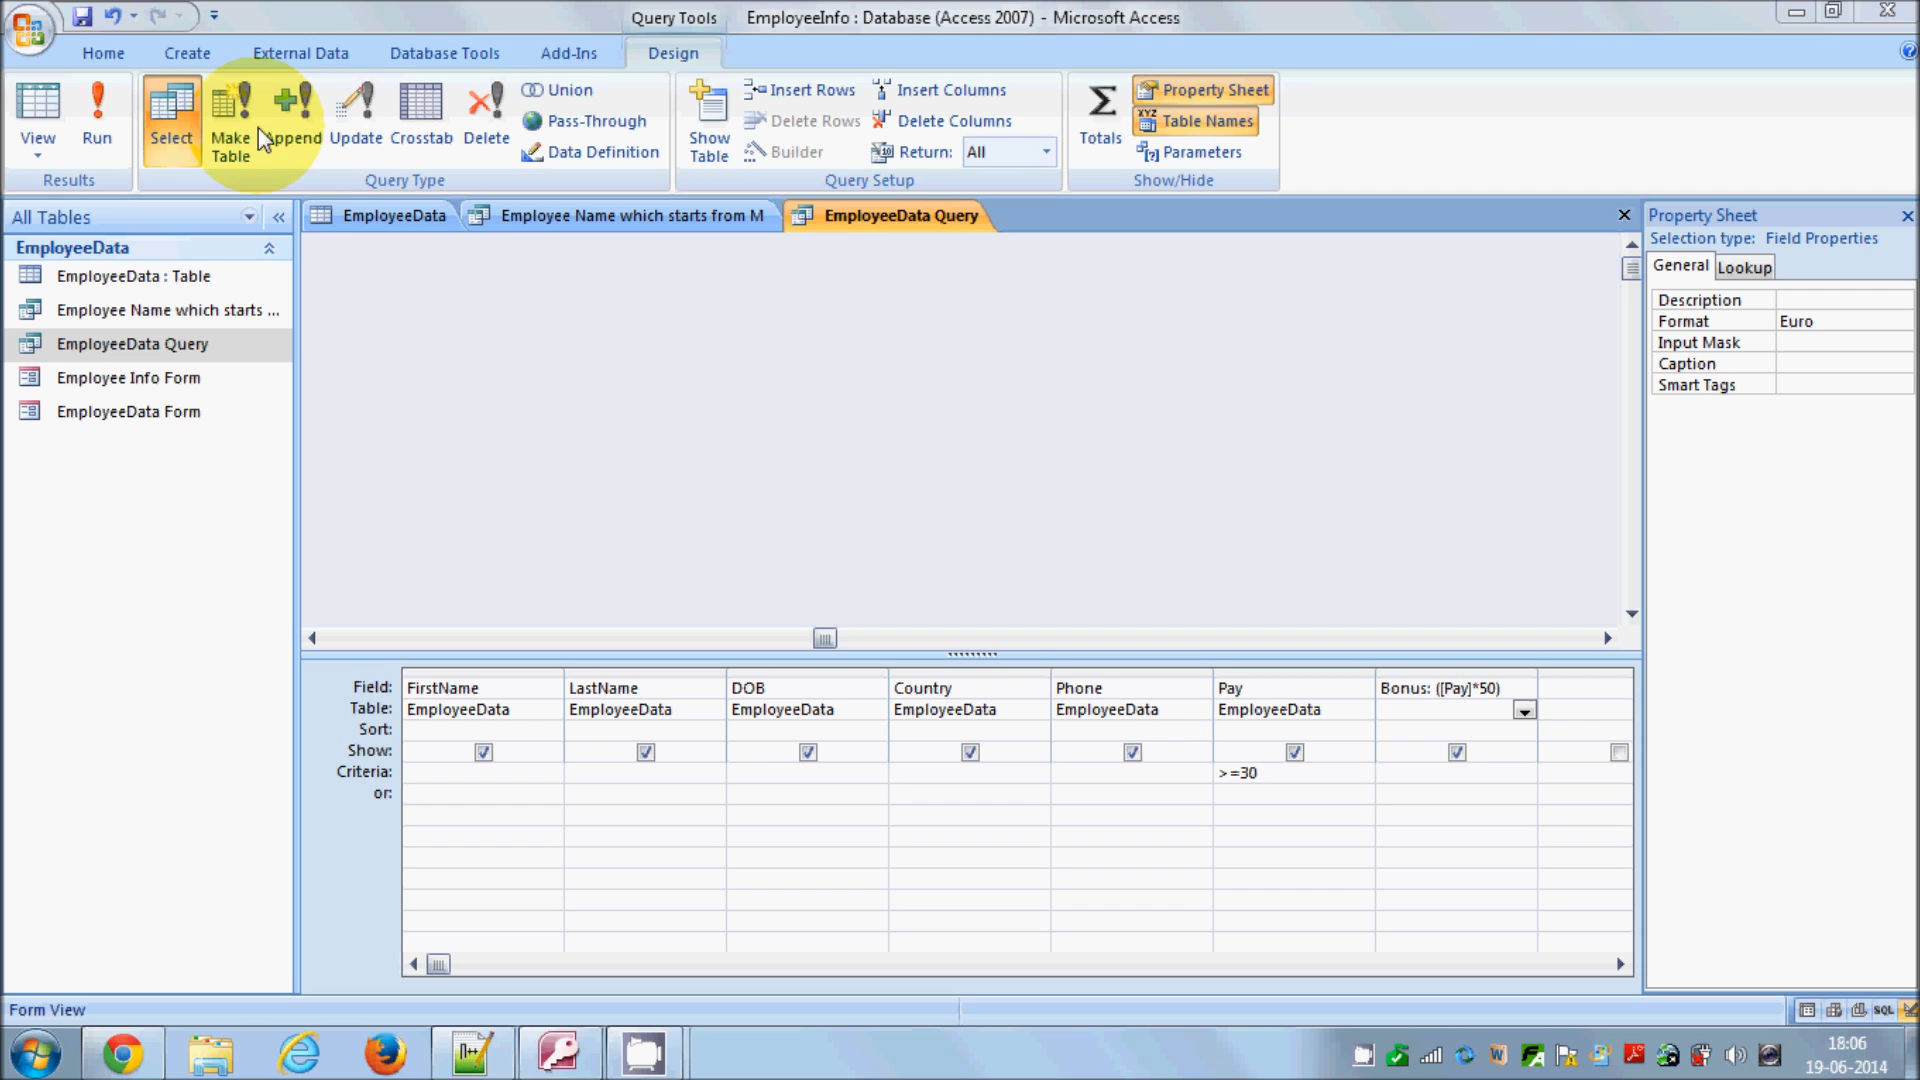 Query Tools
EmployeeInfo : Database (Access 2007) - Microsoft Access
Home Create External Data Database Tools Add-Ins Design
View
Run
Results
Select
Make Table
Append
Update
Crosstab
Delete
Union
Pass-Through
Data Definition
Query Type
Show Table
Insert Rows
Delete Rows
Builder
Insert Columns
Delete Columns
Return: All
Query Setup
Totals
Property Sheet
Table Names
Parameters
Show/Hide
All Tables
EmployeeData
EmployeeData : Table
Employee Name which starts ...
EmployeeData Query
Employee Info Form
EmployeeData Form
EmployeeData
Employee Name which starts from M
EmployeeData Query
Property Sheet
Selection type: Field Properties
General Lookup
Description
Format Euro
Input Mask
Caption
Smart Tags
Field: FirstName LastName DOB Country Phone Pay Bonus: ([Pay]*50)
Table: EmployeeData EmployeeData EmployeeData EmployeeData EmployeeData EmployeeData
Sort:
Show:
Criteria: >=30
or:
Form View
SQL
18:06
19-06-2014